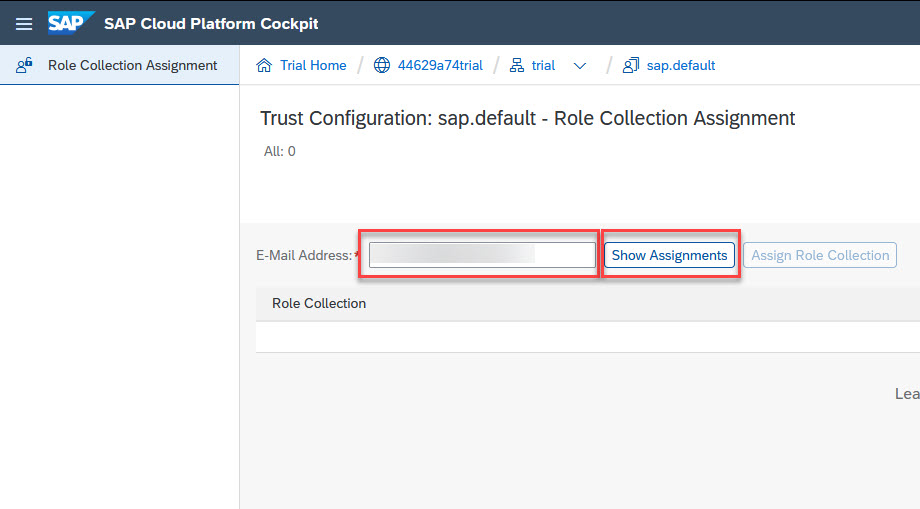 SAP SAP Cloud Platform Cockpit
Role Collection Assignment
Trial Home / 44629a74trial / trial / sap.default
Trust Configuration: sap.default - Role Collection Assignment
All: 0
E-Mail Address:* Show Assignments Assign Role Collection
Role Collection
Lea